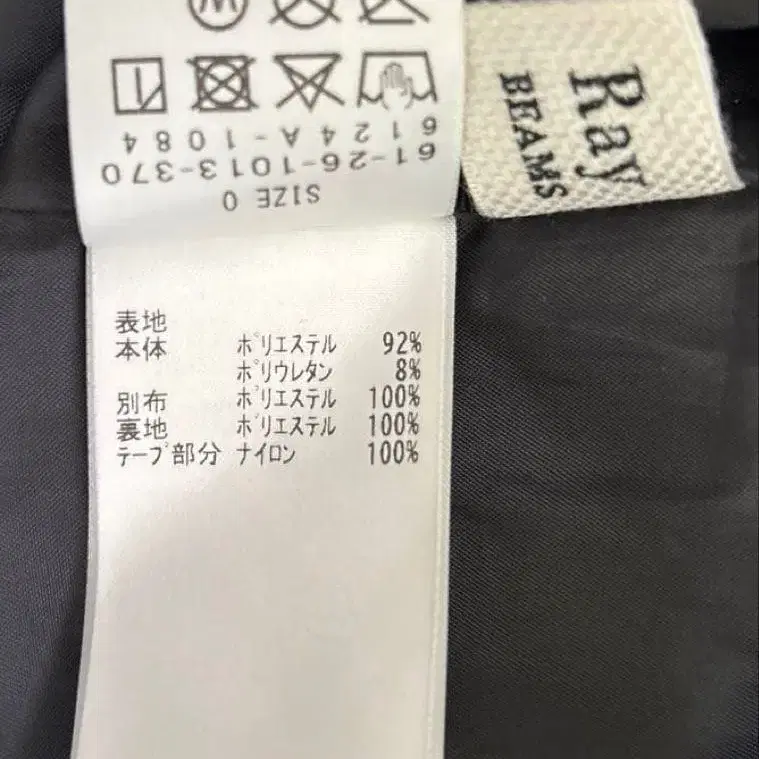 Ray
BEAMS
SIZE 0
61-26-1013-370
6124A-1084
W
表地
本体 ポリエステル 92%
ポリウレタン 8%
別布 ポリエステル 100%
裏地 ポリエステル 100%
テープ部分 ナイロン 100%